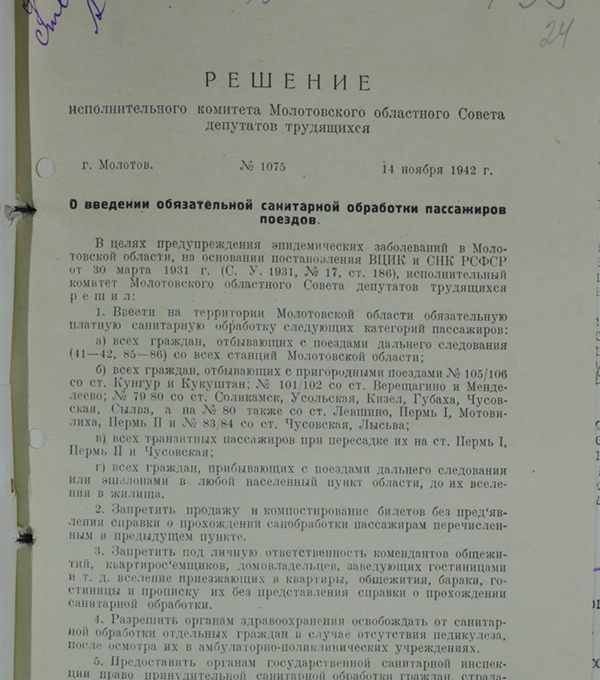 24
РЕШЕНИЕ
исполнительного комитета Молотовского областного Совета
депутатов трудящихся
г. Молотов. № 1075 14 ноября 1942 г.
О введении обязательной санитарной обработки пассажиров
поездов.
В целях предупреждения эпидемических заболеваний в Моло-
товской области, на основании постановления ВЦИК и СНК РСФСР
от 30 марта 1931 г. (С. У. 1931, № 17, ст. 186), исполнительный
комитет Молотовского областного Совета депутатов трудящихся
решил:
1. Ввести на территории Молотовской области обязательную
платную санитарную обработку следующих категорий пассажиров:
а) всех граждан, отбывающих с поездами дальнего следования
(41—42, 85—86) со всех станций Молотовской области;
б) всех граждан, отбывающих с пригородными поездами № 105/106
со ст. Кунгур и Кукуштан; № 101/102 со ст. Верещагино и Менде-
леево; № 79 80 со ст. Соликамск, Усольская, Кизел, Губаха, Чусов-
ская, Сылва, а на № 80 также со ст. Левшино, Пермь I, Мотови-
лиха, Пермь II и № 83/84 со ст. Чусовская, Лысьва;
в) всех транзитных пассажиров при пересадке их на ст. Пермь I,
Пермь II и Чусовская;
г) всех граждан, прибывающих с поездами дальнего следования
или эшелонами в любой населенный пункт области, до их вселе-
ния в жилища.
2. Запретить продажу и компостирование билетов без пред'яв-
ления справки о прохождении санобработки пассажирам перечислен-
ным в предыдущем пункте.
3. Запретить под личную ответственность комендантов общежи-
тий, квартирос'емщиков, домовладельцев, заведующих гостиницами
и т. д. вселение приезжающих в квартиры, общежития, бараки, го-
стиницы и прописку их без представления справки о прохождении
санитарной обработки.
4. Разрешить органам здравоохранения освобождать от санитар-
ной обработки отдельных граждан в случае отсутствия педикулеза,
после осмотра их в амбулаторно-поликлинических учреждениях.
5. Предоставить органам государственной санитарной инспек-
ции право принудительной санитарной обработки граждан, страда-